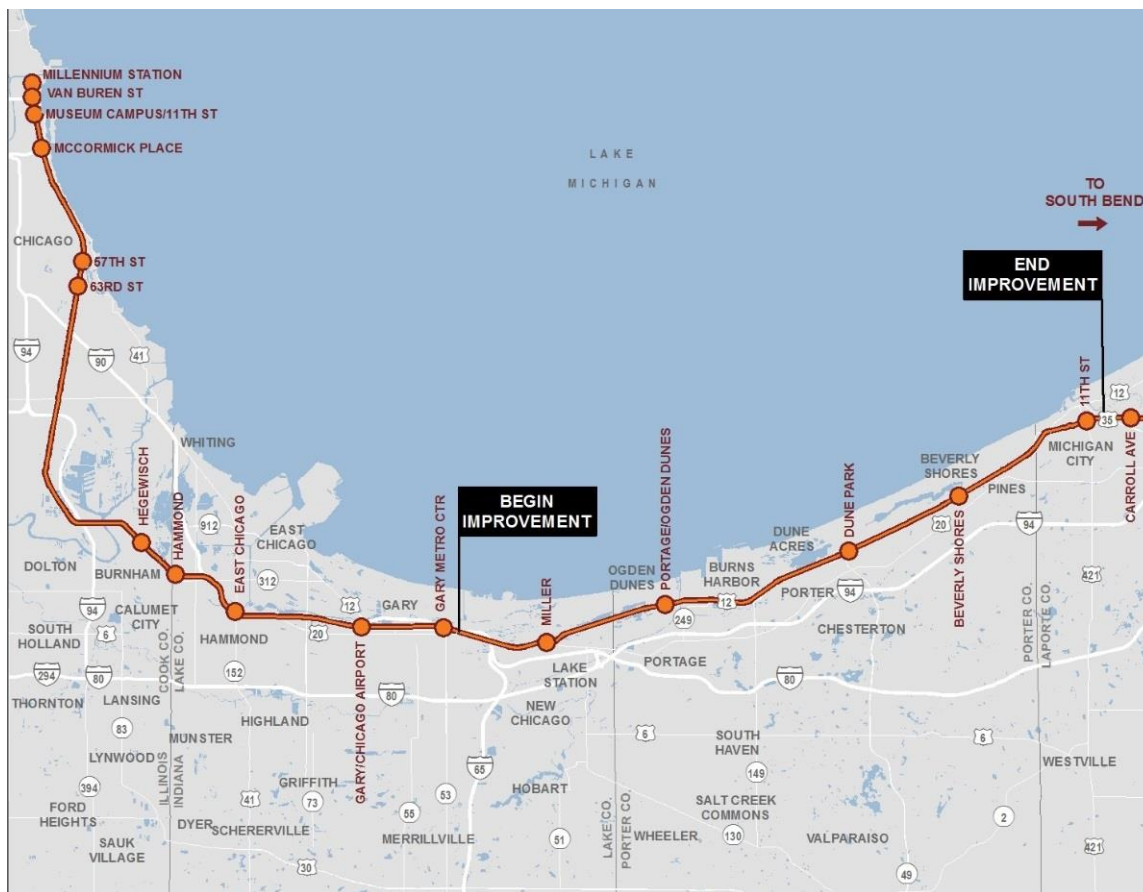 MILLENNIUM STATION
VAN BUREN ST
MUSEUM CAMPUS/11TH ST
MCCORMICK PLACE
LAKE
MICHIGAN
TO
SOUTH BEND
CHICAGO
57TH ST
63RD ST
END
IMPROVEMENT
94
90
41
11TH ST
12
35
MICHIGAN
CITY
CARROLL AVE
WHITING
HEGEWISCH
HAMMOND
912
EAST
CHICAGO
EAST CHICAGO
312
GARY METRO CTR
BEGIN
IMPROVEMENT
PORTAGE/OGDEN DUNES
DUNE PARK
BEVERLY
SHORES
PINES
20
94
BEVERLY SHORES
DUNE
ACRES
OGDEN
DUNES
BURNS
HARBOR
12
249
PORTER
94
421
DOLTON
BURNHAM
94
CALUMET
CITY
12
GARY
MILLER
SOUTH
HOLLAND
6
HAMMOND
20
GARY/CHICAGO AIRPORT
CHESTERTON
PORTER CO.
LAPORTE CO.
COOK CO.
LAKE CO.
294
80
152
80
LAKE
STATION
PORTAGE
80
THORNTON
LANSING
NEW
CHICAGO
83
HIGHLAND
MUNSTER
6
SOUTH
HAVEN
6
LYNWOOD
65
149
WESTVILLE
ILLINOIS
INDIANA
394
GRIFFITH
41
73
55
53
HOBART
SALT CREEK
COMMONS
2
FORD
HEIGHTS
DYER
SCHERERVILLE
MERRILLVILLE
51
LAKE CO.
PORTER CO.
WHEELER
130
VALPARAISO
SAUK
VILLAGE
30
49
421